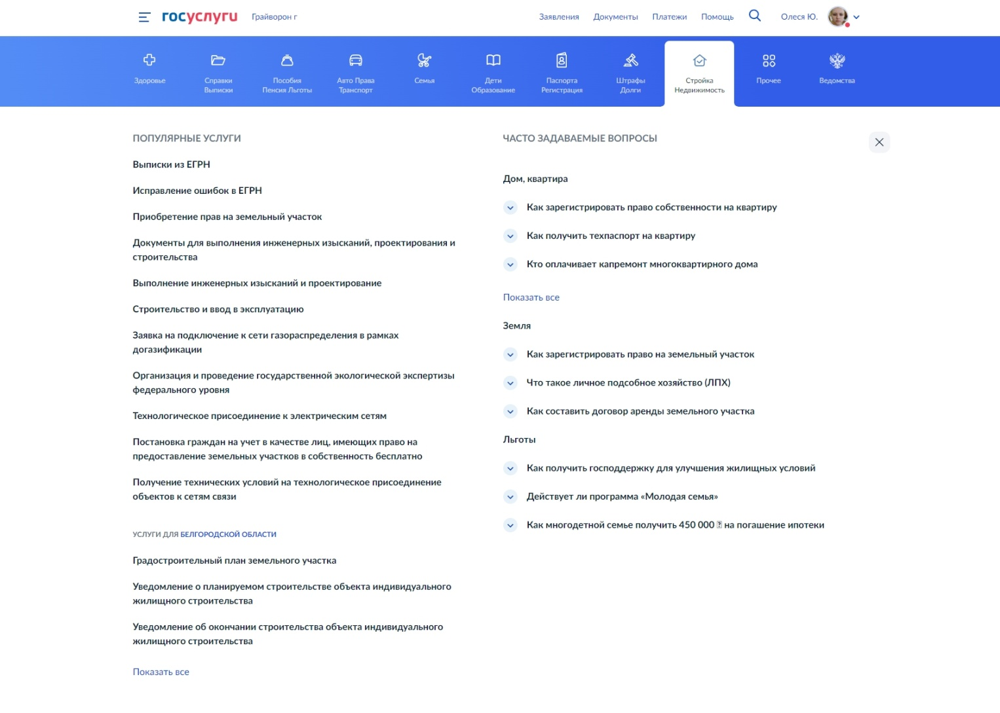 госуслуги
Грайворон г
Заявления
Документы
Платежи
Помощь
Олеся Ю.
Здоровье
Справки
Выписки
Пособия
Пенсия Льготы
Авто Права
Транспорт
Семья
Дети
Образование
Паспорта
Регистрация
Штрафы
Долги
Стройка
Недвижимость
Прочее
Ведомства
ПОПУЛЯРНЫЕ УСЛУГИ
Выписки из ЕГРН
Исправление ошибок в ЕГРН
Приобретение прав на земельный участок
Документы для выполнения инженерных изысканий, проектирования и
строительства
Выполнение инженерных изысканий и проектирование
Строительство и ввод в эксплуатацию
Заявка на подключение к сети газораспределения в рамках
догазификации
Организация и проведение государственной экологической экспертизы
федерального уровня
Технологическое присоединение к электрическим сетям
Постановка граждан на учет в качестве лиц, имеющих право на
предоставление земельных участков в собственность бесплатно
Получение технических условий на технологическое присоединение
объектов к сетям связи
УСЛУГИ ДЛЯ БЕЛГОРОДСКОЙ ОБЛАСТИ
Градостроительный план земельного участка
Уведомление о планируемом строительстве объекта индивидуального
жилищного строительства
Уведомление об окончании строительства объекта индивидуального
жилищного строительства
Показать все
ЧАСТО ЗАДАВАЕМЫЕ ВОПРОСЫ
Дом, квартира
Как зарегистрировать право собственности на квартиру
Как получить техпаспорт на квартиру
Кто оплачивает капремонт многоквартирного дома
Показать все
Земля
Как зарегистрировать право на земельный участок
Что такое личное подсобное хозяйство (ЛПХ)
Как составить договор аренды земельного участка
Льготы
Как получить господдержку для улучшения жилищных условий
Действует ли программа «Молодая семья»
Как многодетной семье получить 450 000 на погашение ипотеки